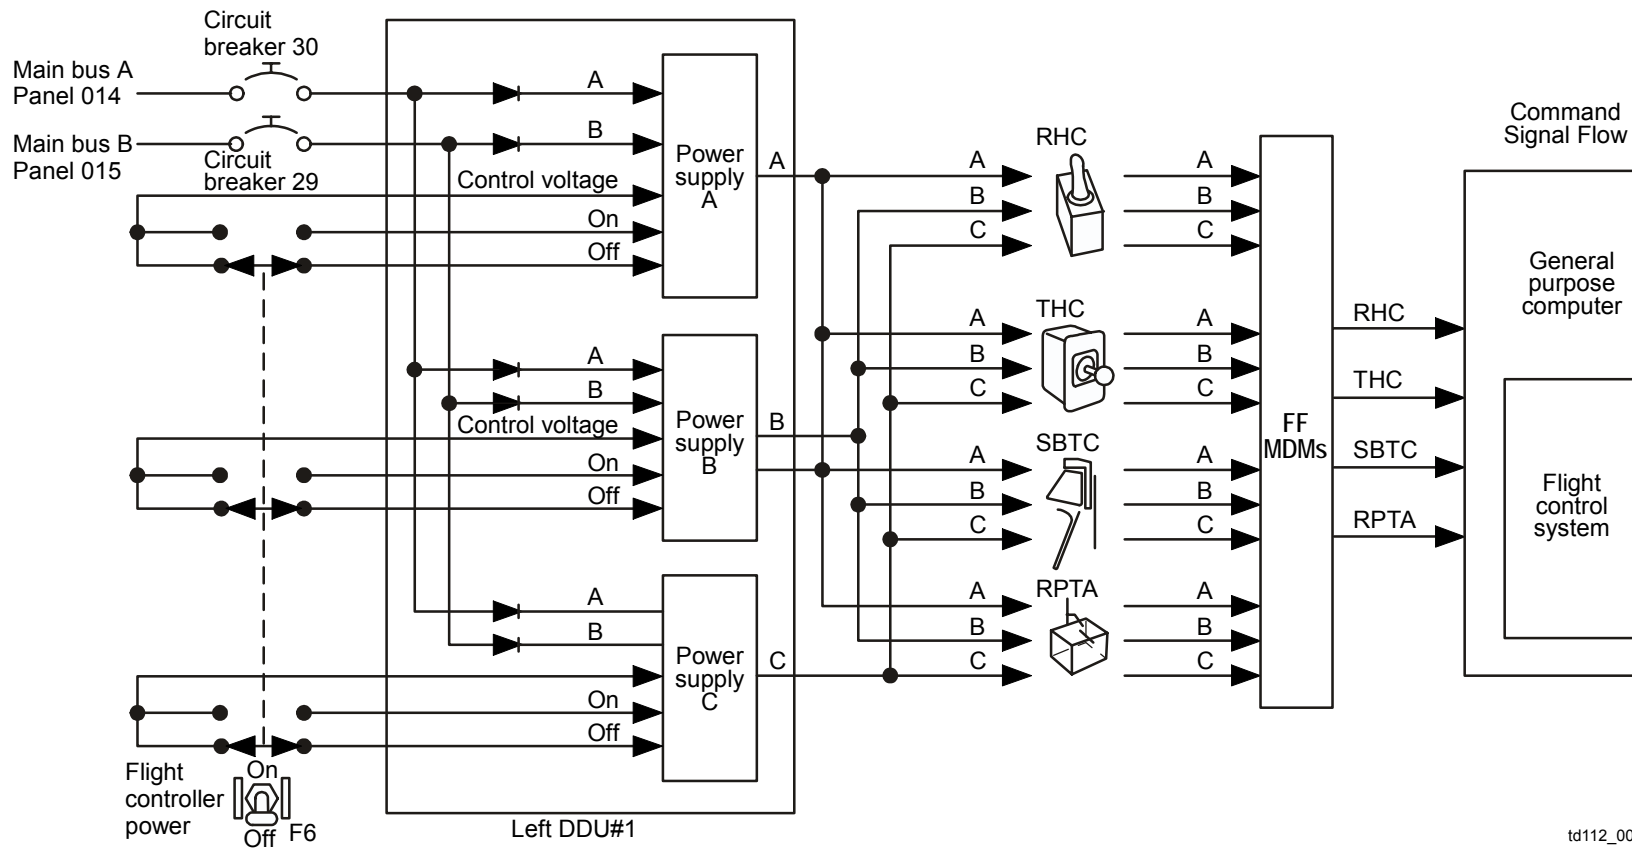 Circuit
breaker 30
Main bus A
Panel 014
Main bus B
Panel 015
Circuit
breaker 29
A
B
Control voltage
On
Off
Power
supply
A
A
A
B
Control voltage
On
Off
Power
supply
B
B
A
B
On
Off
Power
supply
C
C
Flight
controller
power
On
Off
F6
Left DDU#1
RHC
A
B
C
A
B
C
THC
A
B
C
A
B
C
SBTC
A
B
C
A
B
C
RPTA
A
B
C
A
B
C
FF
MDMs
RHC
THC
SBTC
RPTA
Command
Signal Flow
General
purpose
computer
Flight
control
system
td112_00